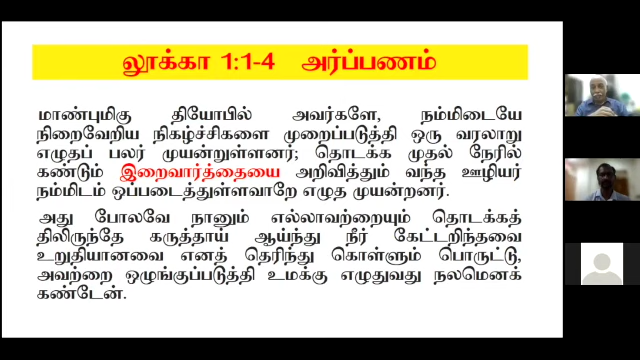 லூக்கா 1:1-4 அர்ப்பணம்
மாண்புமிகு தியோபில் அவர்களே, நம்மிடையே
நிறைவேறிய நிகழ்ச்சிகளை முறைப்படுத்தி ஒரு வரலாறு
எழுதப் பலர் முயன்றுள்ளனர்; தொடக்க முதல் நேரில்
கண்டும் இறைவார்த்தையை அறிவித்தும் வந்த ஊழியர்
நம்மிடம் ஒப்படைத்துள்ளவாறே எழுத முயன்றனர்.
அது போலவே நானும் எல்லாவற்றையும் தொடக்கத்
திலிருந்தே கருத்தாய் ஆய்ந்து நீர் கேட்டறிந்தவை
உறுதியானவை எனத் தெரிந்து கொள்ளும் பொருட்டு,
அவற்றை ஒழுங்குப்படுத்தி உமக்கு எழுதுவது நலமெனக்
கண்டேன்.